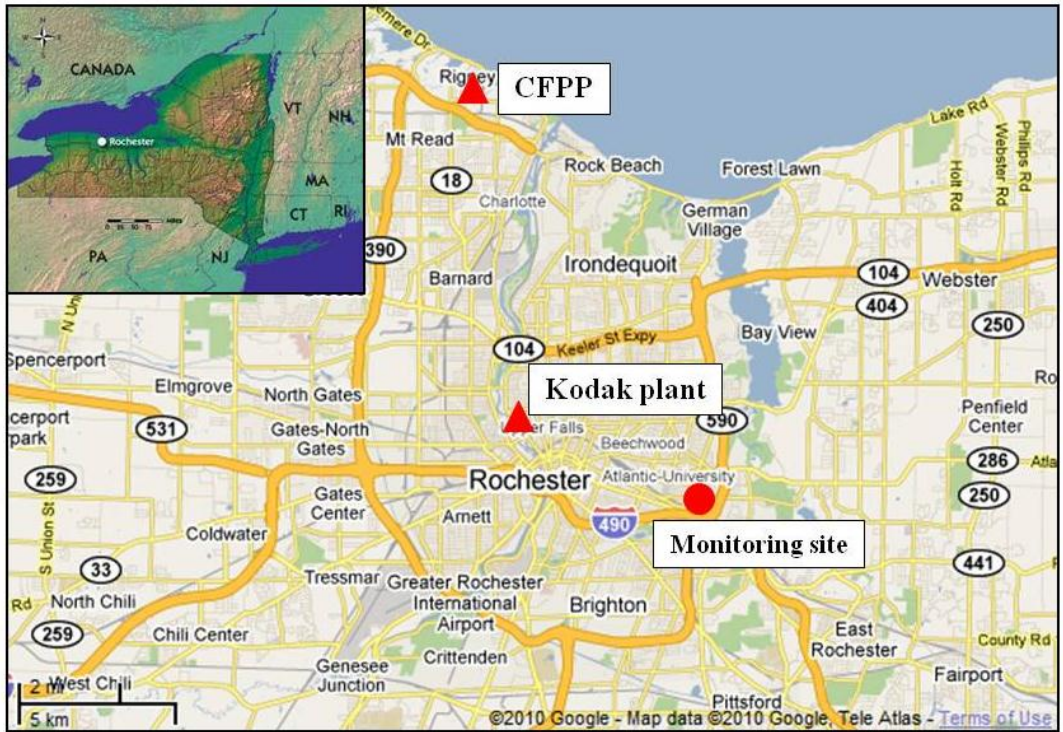 N
CANADA
VT
NH
Rochester
MA
CT
RI
PA
NJ
CFPP
Mt Read
Rock Beach
Forest Lawn
Lake Rd
Phillips Rd
Webster Rd
Holt Rd
18
Charlotte
German
Village
390
Barnard
Irondequoit
104
Webster
404
250
Bay View
104
Keeler St Expy
Spencerport
Elmgrove
North Gates
Kodak plant
590
Penfield
Center
531
Gates-North
Gates
Beechwood
286
259
Rochester
Atlantic-University
250
Gates
Center
Arnett
490
Monitoring site
Coldwater
S Union St
33
Tressmar
Greater Rochester
International
Airport
441
Rd
North Chili
Brighton
259
Chili Center
East
Rochester
County Rd
Crittenden
Genesee
Junction
Fairport
West Chili
2 mi
5 km
Pittsford
©2010 Google - Map data ©2010 Google, Tele Atlas - Terms of Use